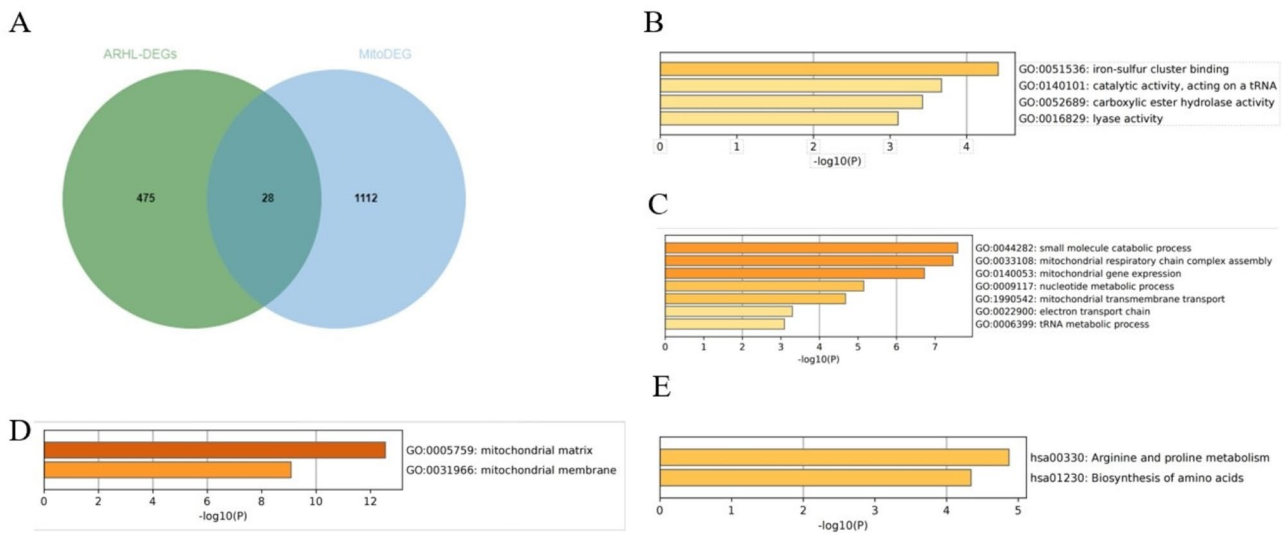 A
ARHL-DEGs
MitoDEG
475
28
1112
B
GO:0051536: iron-sulfur cluster binding
GO:0140101: catalytic activity, acting on a tRNA
GO:0052689: carboxylic ester hydrolase activity
GO:0016829: lyase activity
0 1 2 3 4
-log10(P)
C
GO:0044282: small molecule catabolic process
GO:0033108: mitochondrial respiratory chain complex assembly
GO:0140053: mitochondrial gene expression
GO:0009117: nucleotide metabolic process
GO:1990542: mitochondrial transmembrane transport
GO:0022900: electron transport chain
GO:0006399: tRNA metabolic process
0 1 2 3 4 5 6 7
-log10(P)
D
GO:0005759: mitochondrial matrix
GO:0031966: mitochondrial membrane
0 2 4 6 8 10 12
-log10(P)
E
hsa00330: Arginine and proline metabolism
hsa01230: Biosynthesis of amino acids
0 1 2 3 4 5
-log10(P)